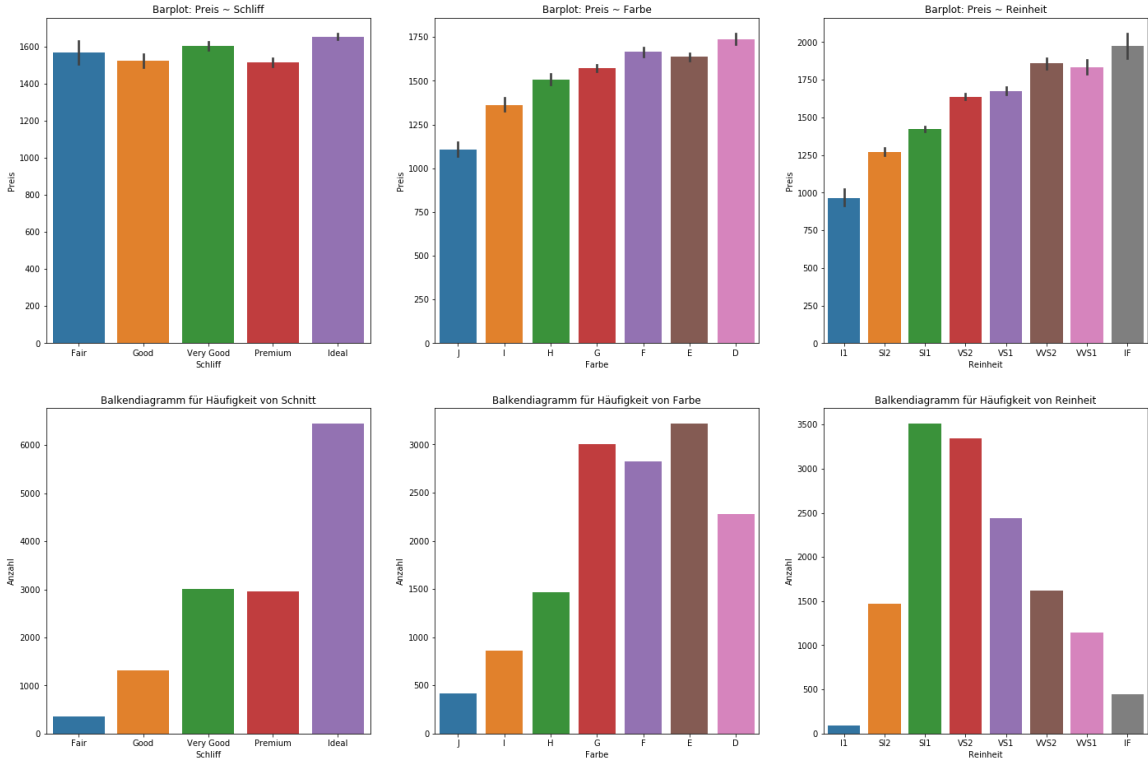 Barplot: Preis ~ Schliff
1600
1400
1200
1000
800
600
400
200
0
Preis
Fair Good Very Good Premium Ideal
Schliff
Barplot: Preis ~ Farbe
1750
1500
1250
1000
750
500
250
0
Preis
J I H G F E D
Farbe
Barplot: Preis ~ Reinheit
2000
1750
1500
1250
1000
750
500
250
0
Preis
I1 SI2 SI1 VS2 VS1 VVS2 VVS1 IF
Reinheit
Balkendiagramm für Häufigkeit von Schnitt
6000
5000
4000
3000
2000
1000
0
Anzahl
Fair Good Very Good Premium Ideal
Schliff
Balkendiagramm für Häufigkeit von Farbe
3000
2500
2000
1500
1000
500
0
Anzahl
J I H G F E D
Farbe
Balkendiagramm für Häufigkeit von Reinheit
3500
3000
2500
2000
1500
1000
500
0
Anzahl
I1 SI2 SI1 VS2 VS1 VVS2 VVS1 IF
Reinheit